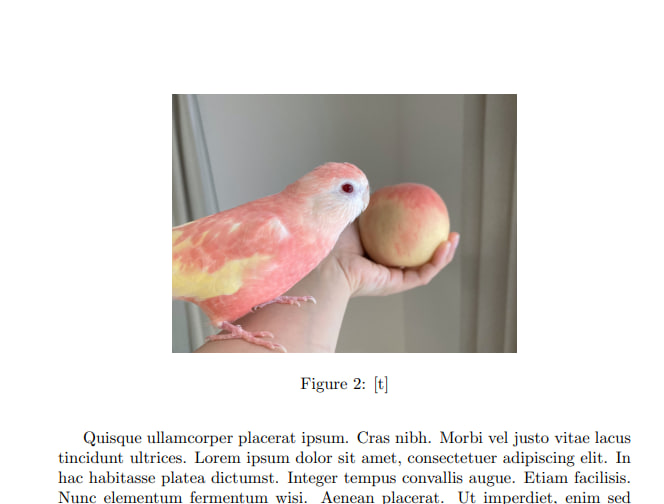 Figure 2: [t]
Quisque ullamcorper placerat ipsum. Cras nibh. Morbi vel justo vitae lacus
tincidunt ultrices. Lorem ipsum dolor sit amet, consectetuer adipiscing elit. In
hac habitasse platea dictumst. Integer tempus convallis augue. Etiam facilisis.
Nunc elementum fermentum wisi. Aenean placerat. Ut imperdiet, enim sed